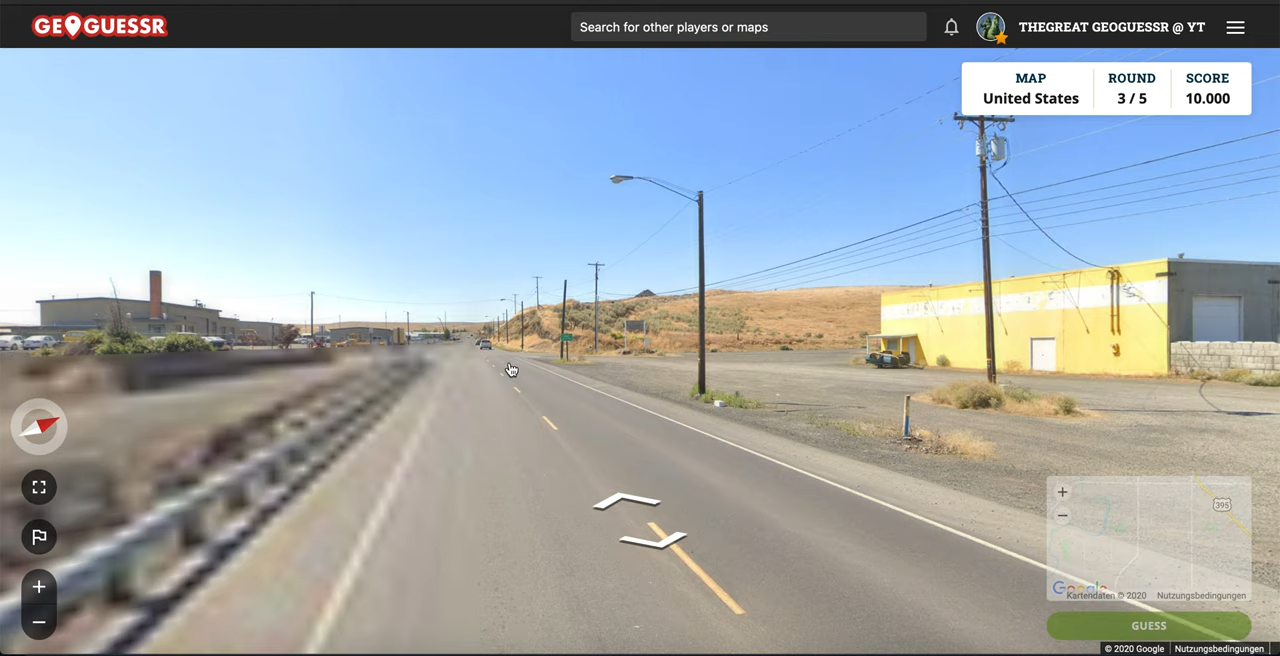 GEOGUESSR
Search for other players or maps
THEGREAT GEOGUESSR @ YT
MAP
United States
ROUND
3 / 5
SCORE
10.000
395
Google
Kartendaten © 2020 Nutzungsbedingungen
GUESS
© 2020 Google Nutzungsbedingungen